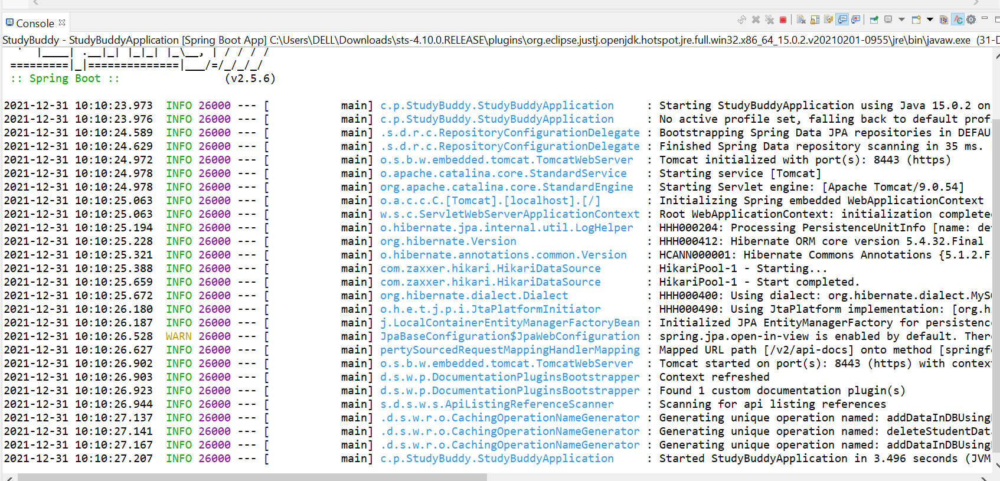 Console
StudyBuddy - StudyBuddyApplication [Spring Boot App] C:\Users\DELL\Downloads\sts-4.10.0.RELEASE\plugins\org.eclipse.justj.openjdk.hotspot.jre.full.win32.x86_64_15.0.2.v20210201-0955\jre\bin\javaw.exe (31-D
'  |____| .__|_| |_|_| |_\__, | / / / /
=========|_|==============|___/=/_/_/_/
:: Spring Boot ::                (v2.5.6)
2021-12-31 10:10:23.973  INFO 26000 --- [           main] c.p.StudyBuddy.StudyBuddyApplication     : Starting StudyBuddyApplication using Java 15.0.2 on
2021-12-31 10:10:23.976  INFO 26000 --- [           main] c.p.StudyBuddy.StudyBuddyApplication     : No active profile set, falling back to default prof
2021-12-31 10:10:24.589  INFO 26000 --- [           main] .s.d.r.c.RepositoryConfigurationDelegate : Bootstrapping Spring Data JPA repositories in DEFAU
2021-12-31 10:10:24.629  INFO 26000 --- [           main] .s.d.r.c.RepositoryConfigurationDelegate : Finished Spring Data repository scanning in 35 ms.
2021-12-31 10:10:24.972  INFO 26000 --- [           main] o.s.b.w.embedded.tomcat.TomcatWebServer  : Tomcat initialized with port(s): 8443 (https)
2021-12-31 10:10:24.978  INFO 26000 --- [           main] o.apache.catalina.core.StandardService   : Starting service [Tomcat]
2021-12-31 10:10:24.978  INFO 26000 --- [           main] org.apache.catalina.core.StandardEngine  : Starting Servlet engine: [Apache Tomcat/9.0.54]
2021-12-31 10:10:25.063  INFO 26000 --- [           main] o.a.c.c.C.[Tomcat].[localhost].[/]       : Initializing Spring embedded WebApplicationContext
2021-12-31 10:10:25.063  INFO 26000 --- [           main] w.s.c.ServletWebServerApplicationContext : Root WebApplicationContext: initialization completed
2021-12-31 10:10:25.194  INFO 26000 --- [           main] o.hibernate.jpa.internal.util.LogHelper  : HHH000204: Processing PersistenceUnitInfo [name: de
2021-12-31 10:10:25.228  INFO 26000 --- [           main] org.hibernate.Version                    : HHH000412: Hibernate ORM core version 5.4.32.Final
2021-12-31 10:10:25.321  INFO 26000 --- [           main] o.hibernate.annotations.common.Version   : HCANN000001: Hibernate Commons Annotations {5.1.2.F
2021-12-31 10:10:25.388  INFO 26000 --- [           main] com.zaxxer.hikari.HikariDataSource       : HikariPool-1 - Starting...
2021-12-31 10:10:25.659  INFO 26000 --- [           main] com.zaxxer.hikari.HikariDataSource       : HikariPool-1 - Start completed.
2021-12-31 10:10:25.672  INFO 26000 --- [           main] org.hibernate.dialect.Dialect            : HHH000400: Using dialect: org.hibernate.dialect.MyS
2021-12-31 10:10:26.180  INFO 26000 --- [           main] o.h.e.t.j.p.i.JtaPlatformInitiator       : HHH000490: Using JtaPlatform implementation: [org.h
2021-12-31 10:10:26.187  INFO 26000 --- [           main] j.LocalContainerEntityManagerFactoryBean : Initialized JPA EntityManagerFactory for persistenc
2021-12-31 10:10:26.528  WARN 26000 --- [           main] JpaBaseConfiguration$JpaWebConfiguration : spring.jpa.open-in-view is enabled by default. Ther
2021-12-31 10:10:26.627  INFO 26000 --- [           main] pertySourcedRequestMappingHandlerMapping : Mapped URL path [/v2/api-docs] onto method [springf
2021-12-31 10:10:26.902  INFO 26000 --- [           main] o.s.b.w.embedded.tomcat.TomcatWebServer  : Tomcat started on port(s): 8443 (https) with context
2021-12-31 10:10:26.903  INFO 26000 --- [           main] d.s.w.p.DocumentationPluginsBootstrapper : Context refreshed
2021-12-31 10:10:26.923  INFO 26000 --- [           main] d.s.w.p.DocumentationPluginsBootstrapper : Found 1 custom documentation plugin(s)
2021-12-31 10:10:26.944  INFO 26000 --- [           main] s.d.s.w.s.ApiListingReferenceScanner     : Scanning for api listing references
2021-12-31 10:10:27.137  INFO 26000 --- [           main] .d.s.w.r.o.CachingOperationNameGenerator : Generating unique operation named: addDataInDBUsing
2021-12-31 10:10:27.141  INFO 26000 --- [           main] .d.s.w.r.o.CachingOperationNameGenerator : Generating unique operation named: deleteStudentDat
2021-12-31 10:10:27.167  INFO 26000 --- [           main] .d.s.w.r.o.CachingOperationNameGenerator : Generating unique operation named: addDataInDBUsing
2021-12-31 10:10:27.207  INFO 26000 --- [           main] c.p.StudyBuddy.StudyBuddyApplication     : Started StudyBuddyApplication in 3.496 seconds (JVM